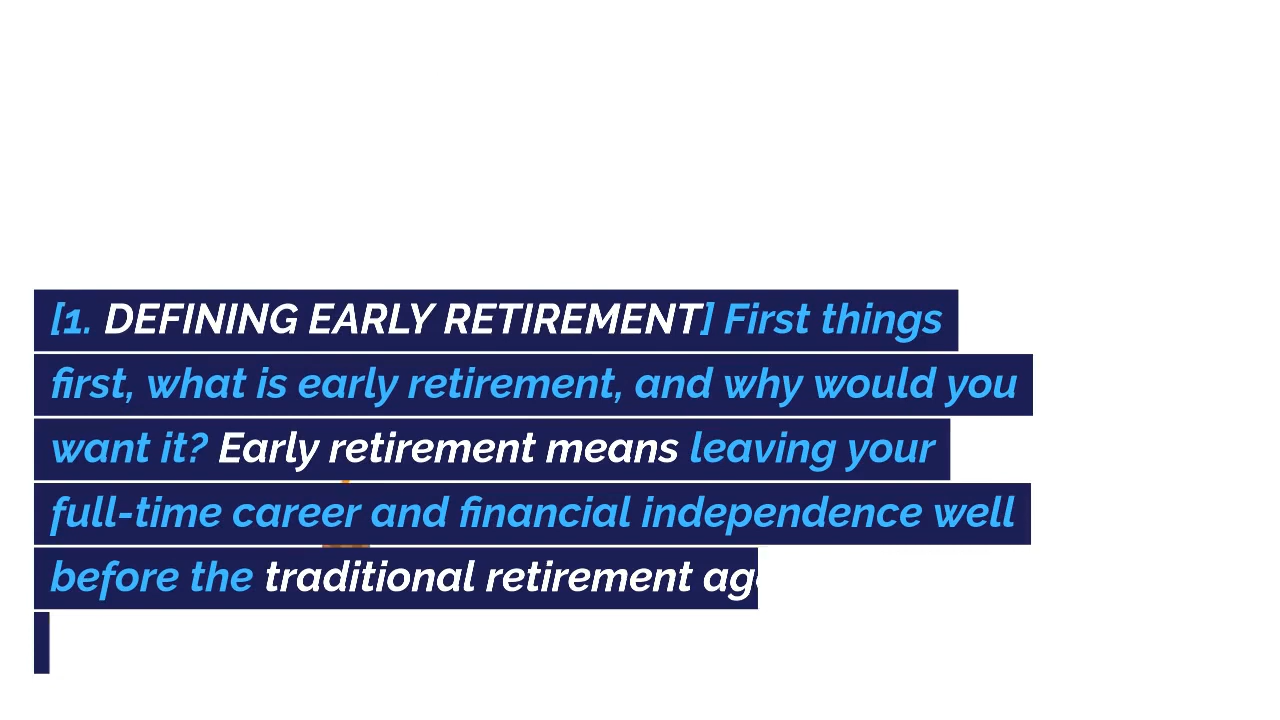 [1. DEFINING EARLY RETIREMENT] First things
first, what is early retirement, and why would you
want it? Early retirement means leaving your
full-time career and financial independence well
before the traditional retirement age